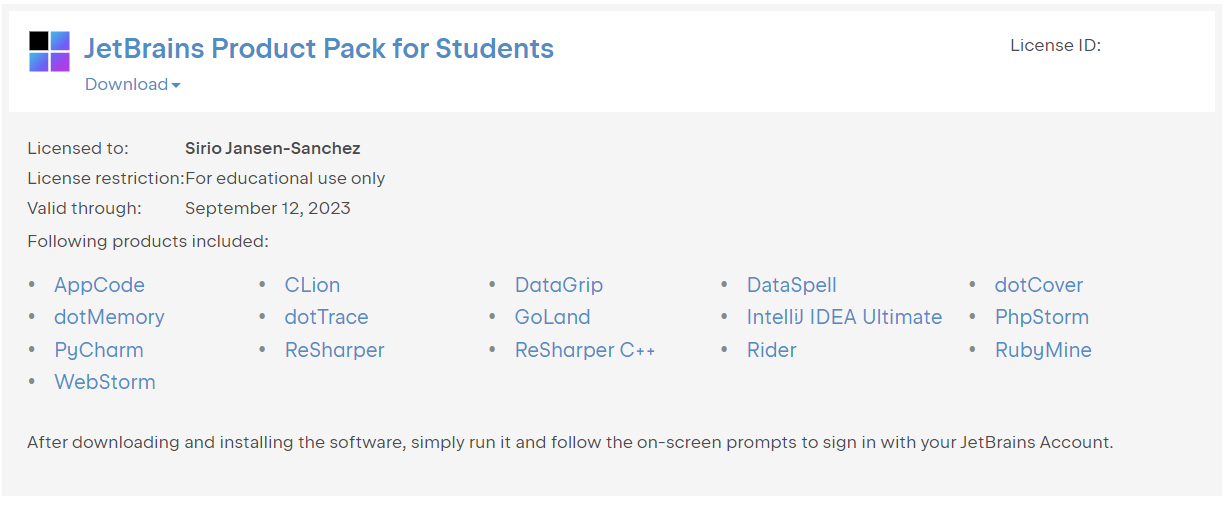 JetBrains Product Pack for Students
License ID:
Download
Licensed to: Sirio Jansen-Sanchez
License restriction: For educational use only
Valid through: September 12, 2023
Following products included:
• AppCode • CLion • DataGrip • DataSpell • dotCover
• dotMemory • dotTrace • GoLand • IntelliJ IDEA Ultimate • PhpStorm
• PyCharm • ReSharper • ReSharper C++ • Rider • RubyMine
• WebStorm
After downloading and installing the software, simply run it and follow the on-screen prompts to sign in with your JetBrains Account.